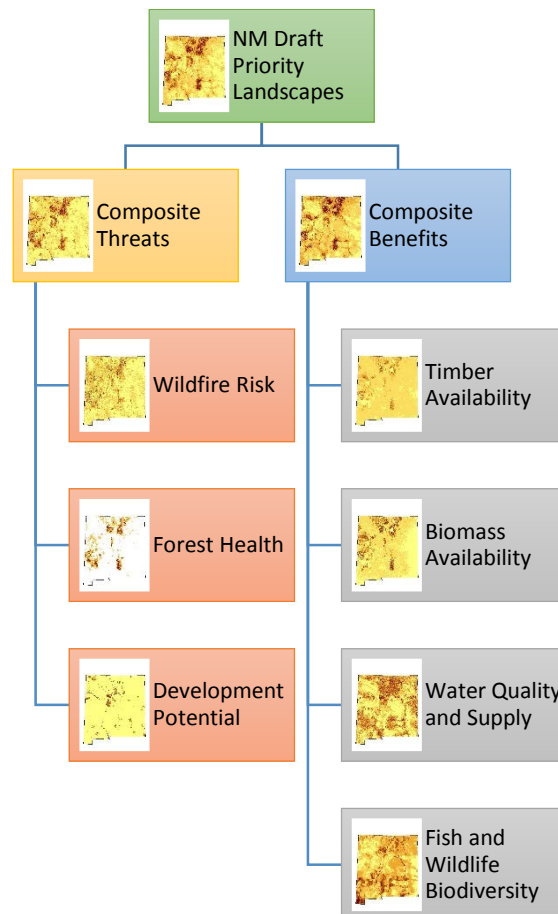 NM Draft
Priority
Landscapes
Composite
Threats
Composite
Benefits
Wildfire Risk
Timber
Availability
Forest Health
Biomass
Availability
Development
Potential
Water Quality
and Supply
Fish and
Wildlife
Biodiversity